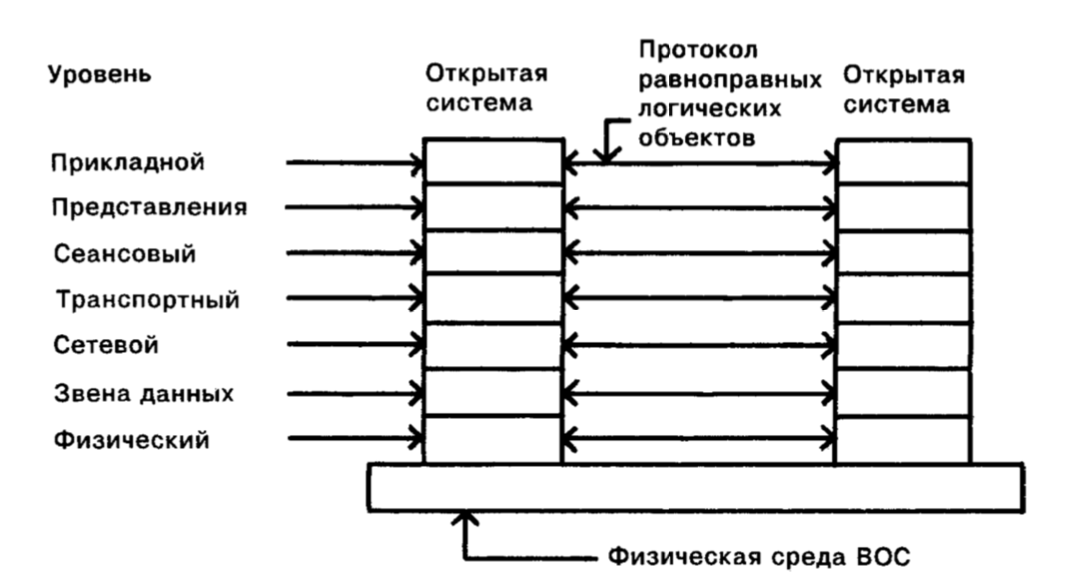 Уровень
Открытая
система
Протокол
равноправных
логических
объектов
Открытая
система
Прикладной
Представления
Сеансовый
Транспортный
Сетевой
Звена данных
Физический
Физическая среда ВОС